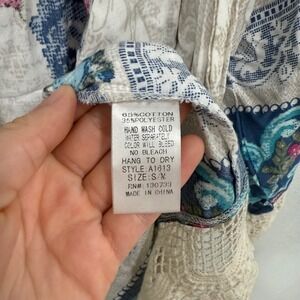 65%COTTON
35%POLYESTER
HAND WASH COLD
WATER SEPARATELY
COLOR WILL BLEED
NO BLEACH
HANG TO DRY
STYLE:A1613
SIZE:S/M
RN#:130733
MADE IN CHINA